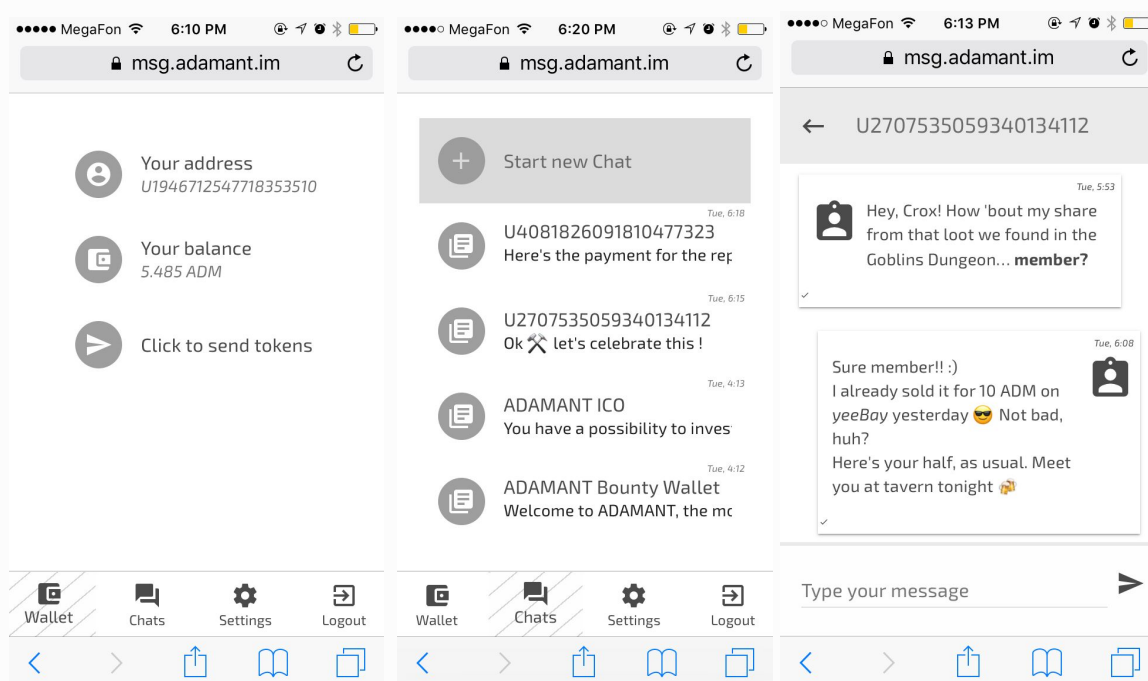 MegaFon 6:10 PM
msg.adamant.im
Your address
U1946712547718353510
Your balance
5.485 ADM
Click to send tokens
Wallet Chats Settings Logout
MegaFon 6:20 PM
msg.adamant.im
Start new Chat
Tue, 6:18
U4081826091810477323
Here's the payment for the rep
Tue, 6:15
U2707535059340134112
Ok ⚒ let's celebrate this !
Tue, 4:13
ADAMANT ICO
You have a possibility to inves
Tue, 4:12
ADAMANT Bounty Wallet
Welcome to ADAMANT, the mo
Wallet Chats Settings Logout
MegaFon 6:13 PM
msg.adamant.im
U2707535059340134112
Tue, 5:53
Hey, Crox! How 'bout my share
from that loot we found in the
Goblins Dungeon... member?
Tue, 6:08
Sure member!! :)
I already sold it for 10 ADM on
yeeBay yesterday 😎 Not bad,
huh?
Here's your half, as usual. Meet
you at tavern tonight 🍻
Type your message